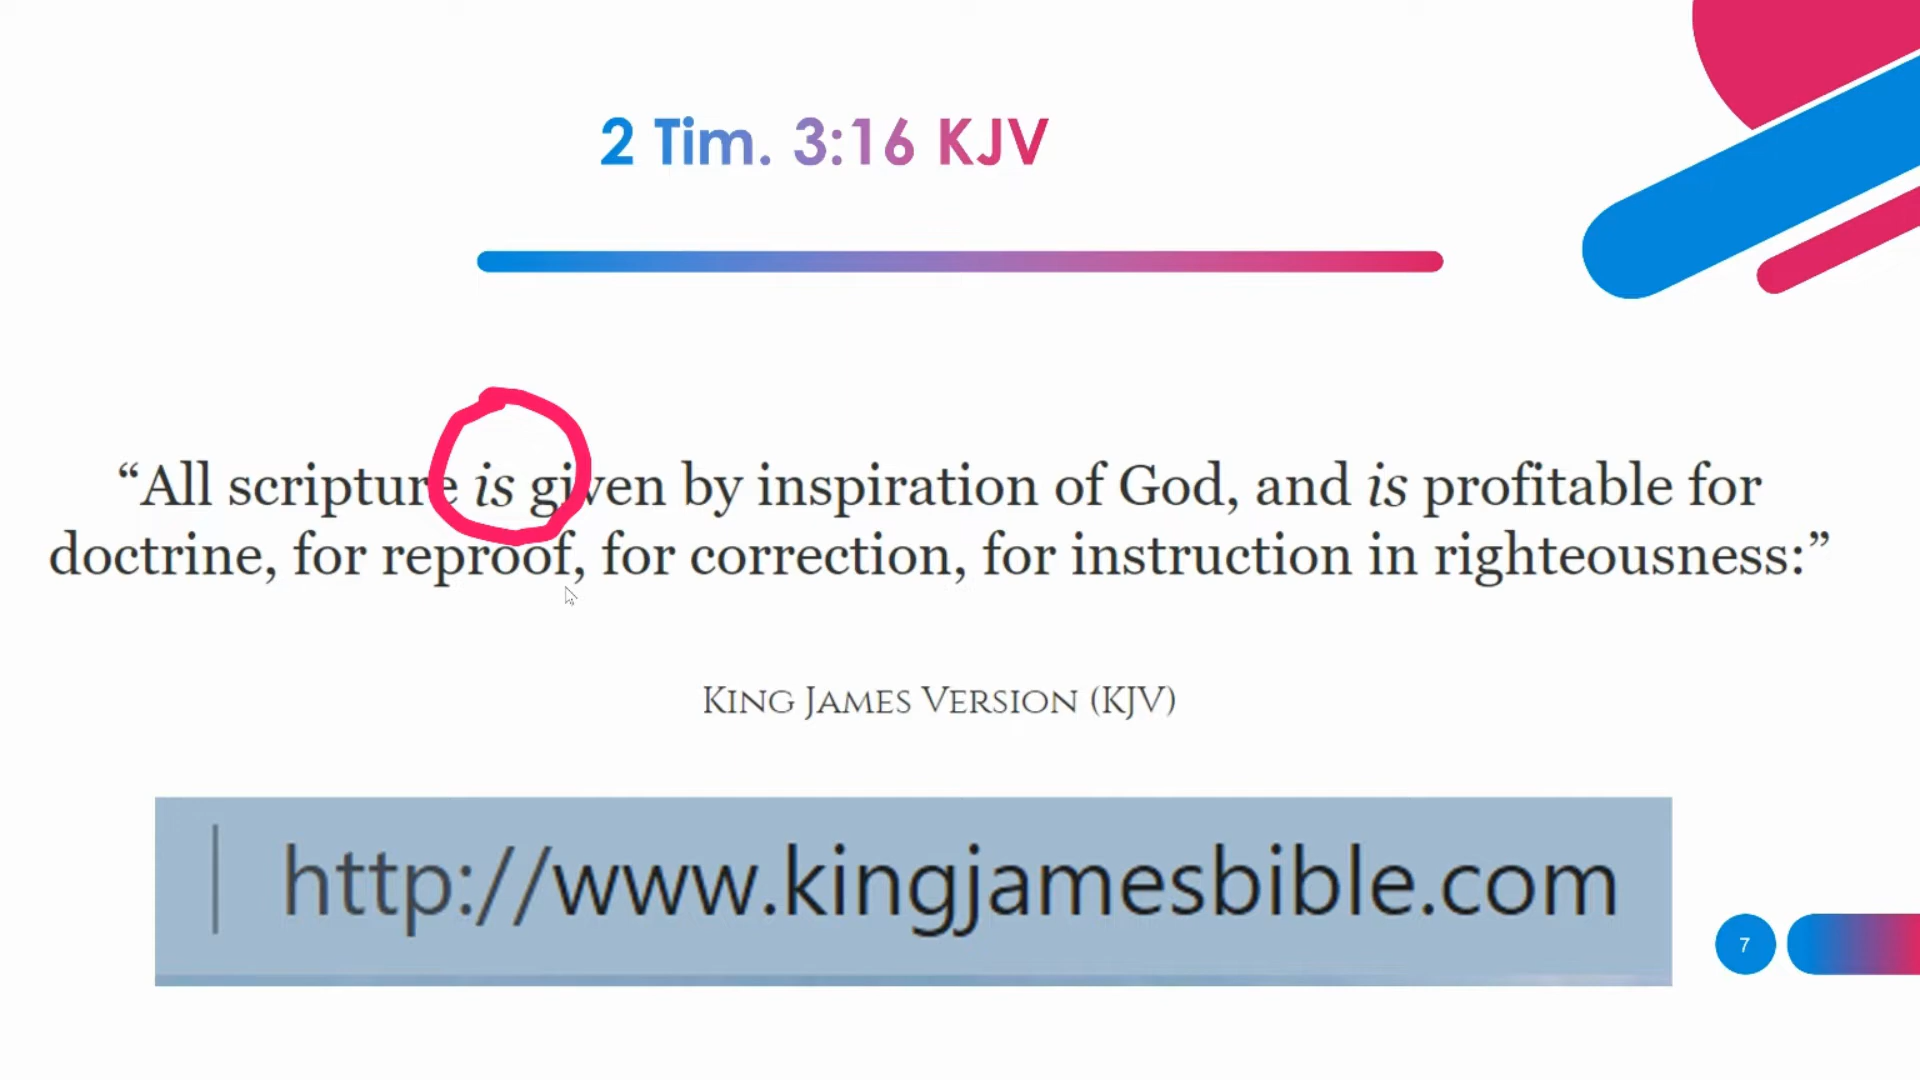 2 Tim. 3:16 KJV
“All scripture is given by inspiration of God, and is profitable for
doctrine, for reproof, for correction, for instruction in righteousness:”
King James Version (KJV)
http://www.kingjamesbible.com
7